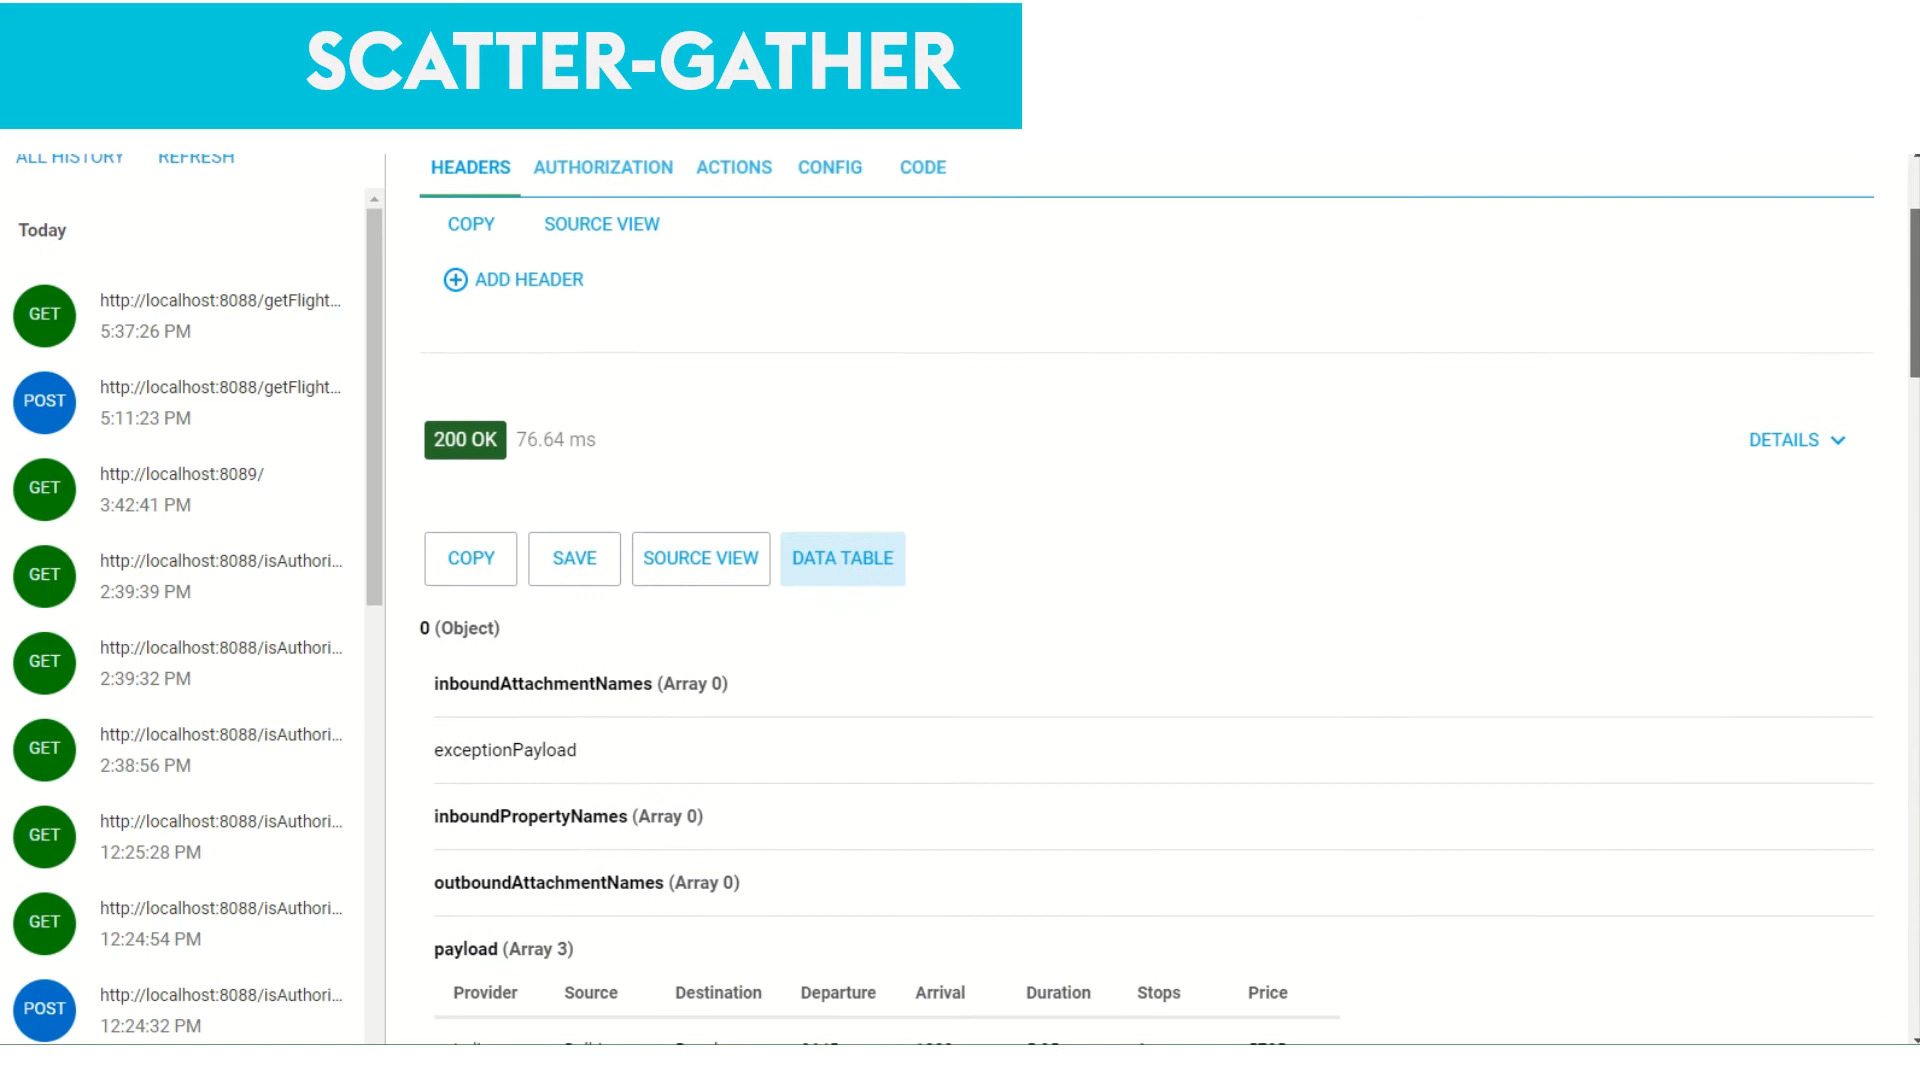 SCATTER-GATHER
ALL HISTORY REFRESH
Today
GET http://localhost:8088/getFlight...
5:37:26 PM
POST http://localhost:8088/getFlight...
5:11:23 PM
GET http://localhost:8089/
3:42:41 PM
GET http://localhost:8088/isAuthori...
2:39:39 PM
GET http://localhost:8088/isAuthori...
2:39:32 PM
GET http://localhost:8088/isAuthori...
2:38:56 PM
GET http://localhost:8088/isAuthori...
12:25:28 PM
GET http://localhost:8088/isAuthori...
12:24:54 PM
POST http://localhost:8088/isAuthori...
12:24:32 PM
HEADERS AUTHORIZATION ACTIONS CONFIG CODE
COPY SOURCE VIEW
ADD HEADER
200 OK 76.64 ms DETAILS
COPY SAVE SOURCE VIEW DATA TABLE
0 (Object)
inboundAttachmentNames (Array 0)
exceptionPayload
inboundPropertyNames (Array 0)
outboundAttachmentNames (Array 0)
payload (Array 3)
Provider Source Destination Departure Arrival Duration Stops Price